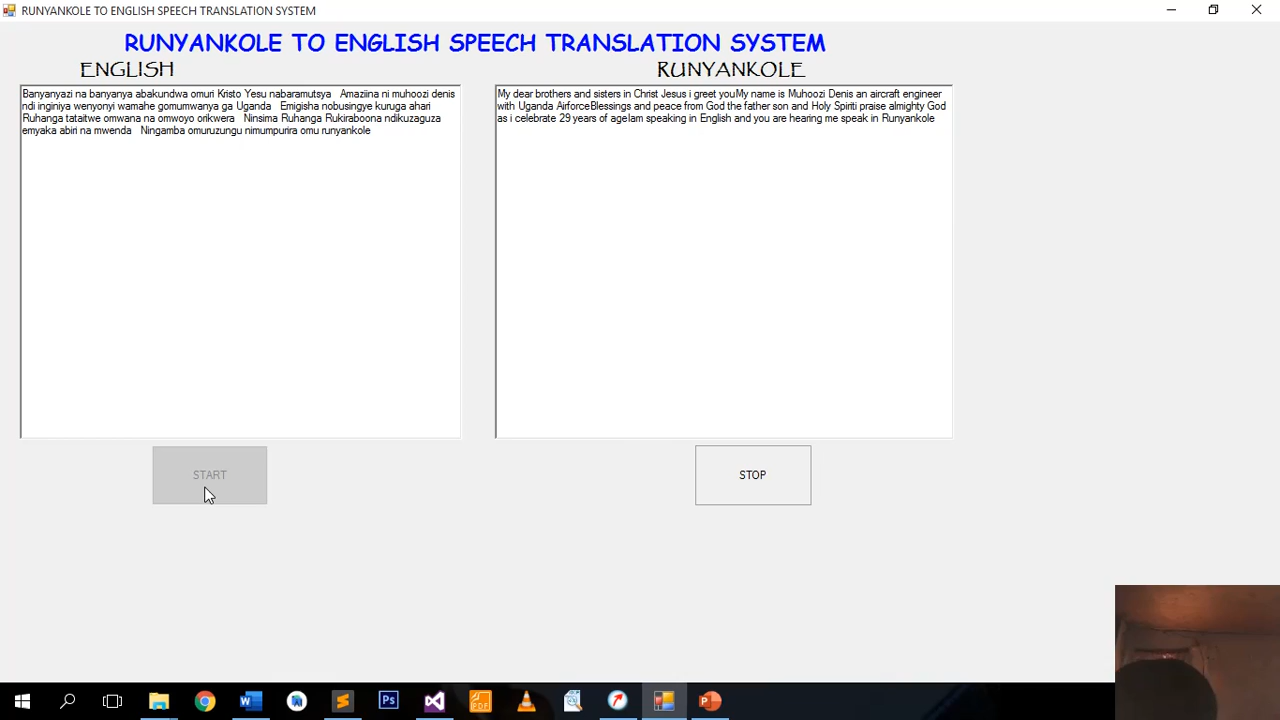 RUNYANKOLE TO ENGLISH SPEECH TRANSLATION SYSTEM
RUNYANKOLE TO ENGLISH SPEECH TRANSLATION SYSTEM
ENGLISH
RUNYANKOLE
Banyanyazi na banyanya abakundwa omuri Kristo Yesu nabaramutsya Amaziina ni muhoozi denis
ndi inginiya wenyonyi wamahe gomumwanya ga Uganda Emigisha nobusingye kuruga ahari
Ruhanga tataitwe omwana na omwoyo orikwera Ninsima Ruhanga Rukiraboona ndikuzaguza
emyaka abiri na mwenda Ningamba omuruzungu nimumpurira omu runyankole
My dear brothers and sisters in Christ Jesus i greet youMy name is Muhoozi Denis an aircraft engineer
with Uganda AirforceBlessings and peace from God the father son and Holy Spiriti praise almighty God
as i celebrate 29 years of ageIam speaking in English and you are hearing me speak in Runyankole
START
STOP
Ps
PDF